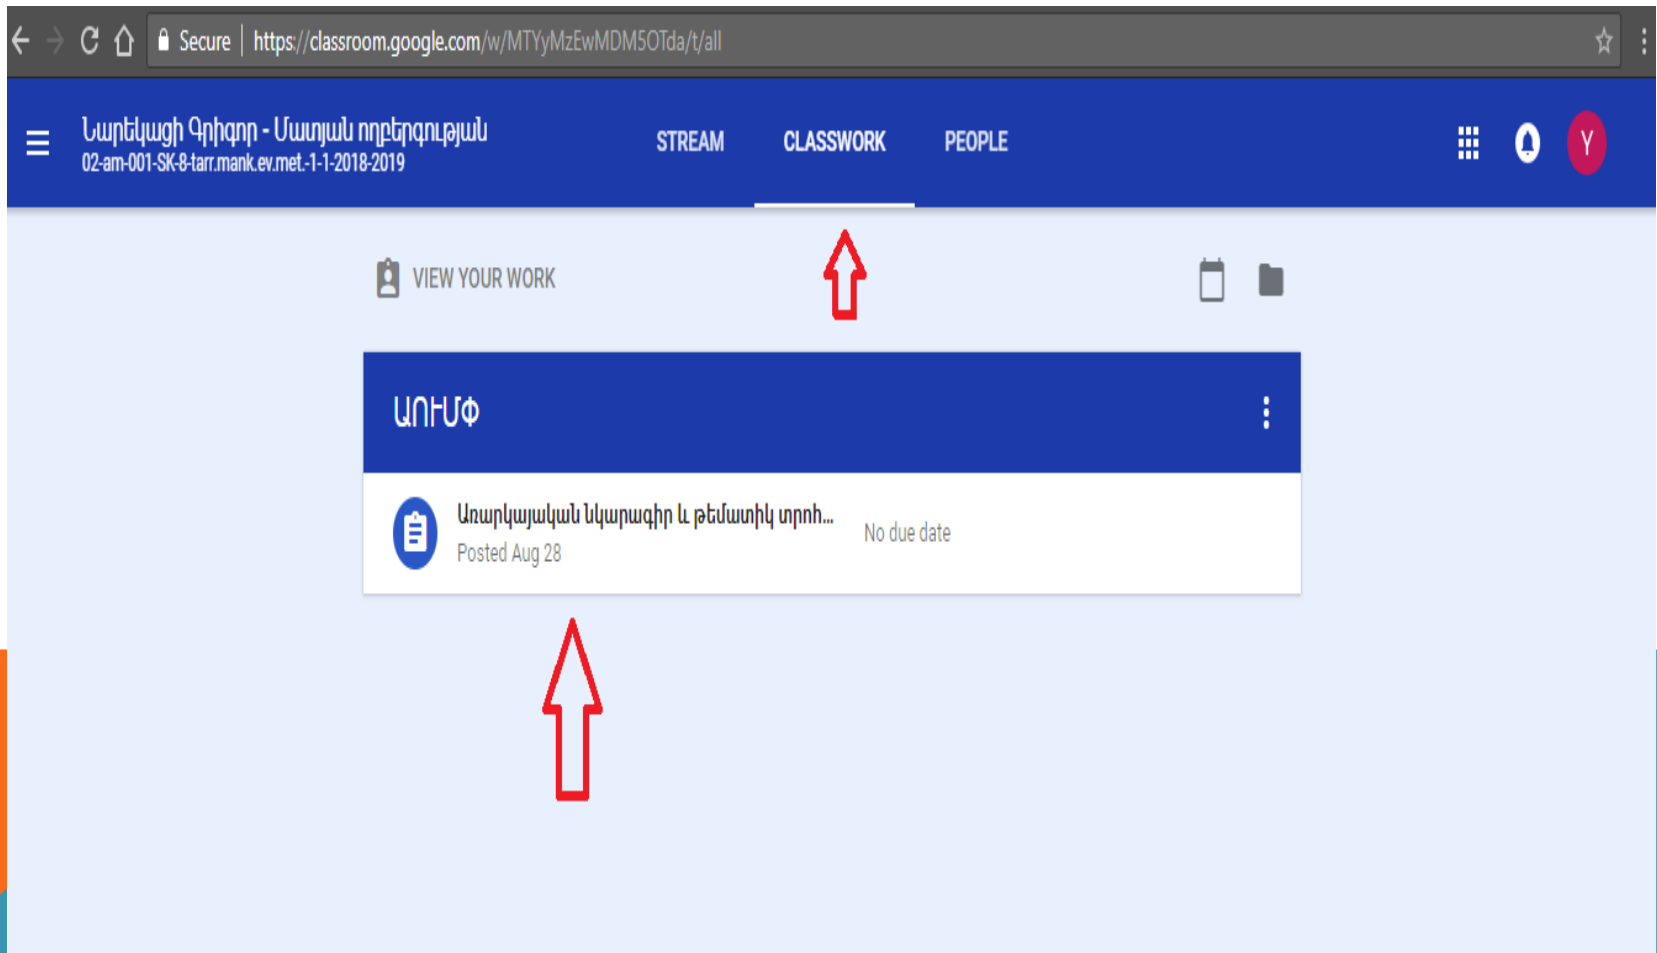 Secure | https://classroom.google.com/w/MTYyMzEwMDM5OTda/t/all
Նարեկացի Գրիգոր - Մատյան ողբերգության
02-am-001-SK-8-tarr.mank.ev.met.-1-1-2018-2019
STREAM CLASSWORK PEOPLE
Y
VIEW YOUR WORK
ԱՈՒՄՓ
Առարկայական նկարագիր և թեմատիկ տրոհ...
No due date
Posted Aug 28